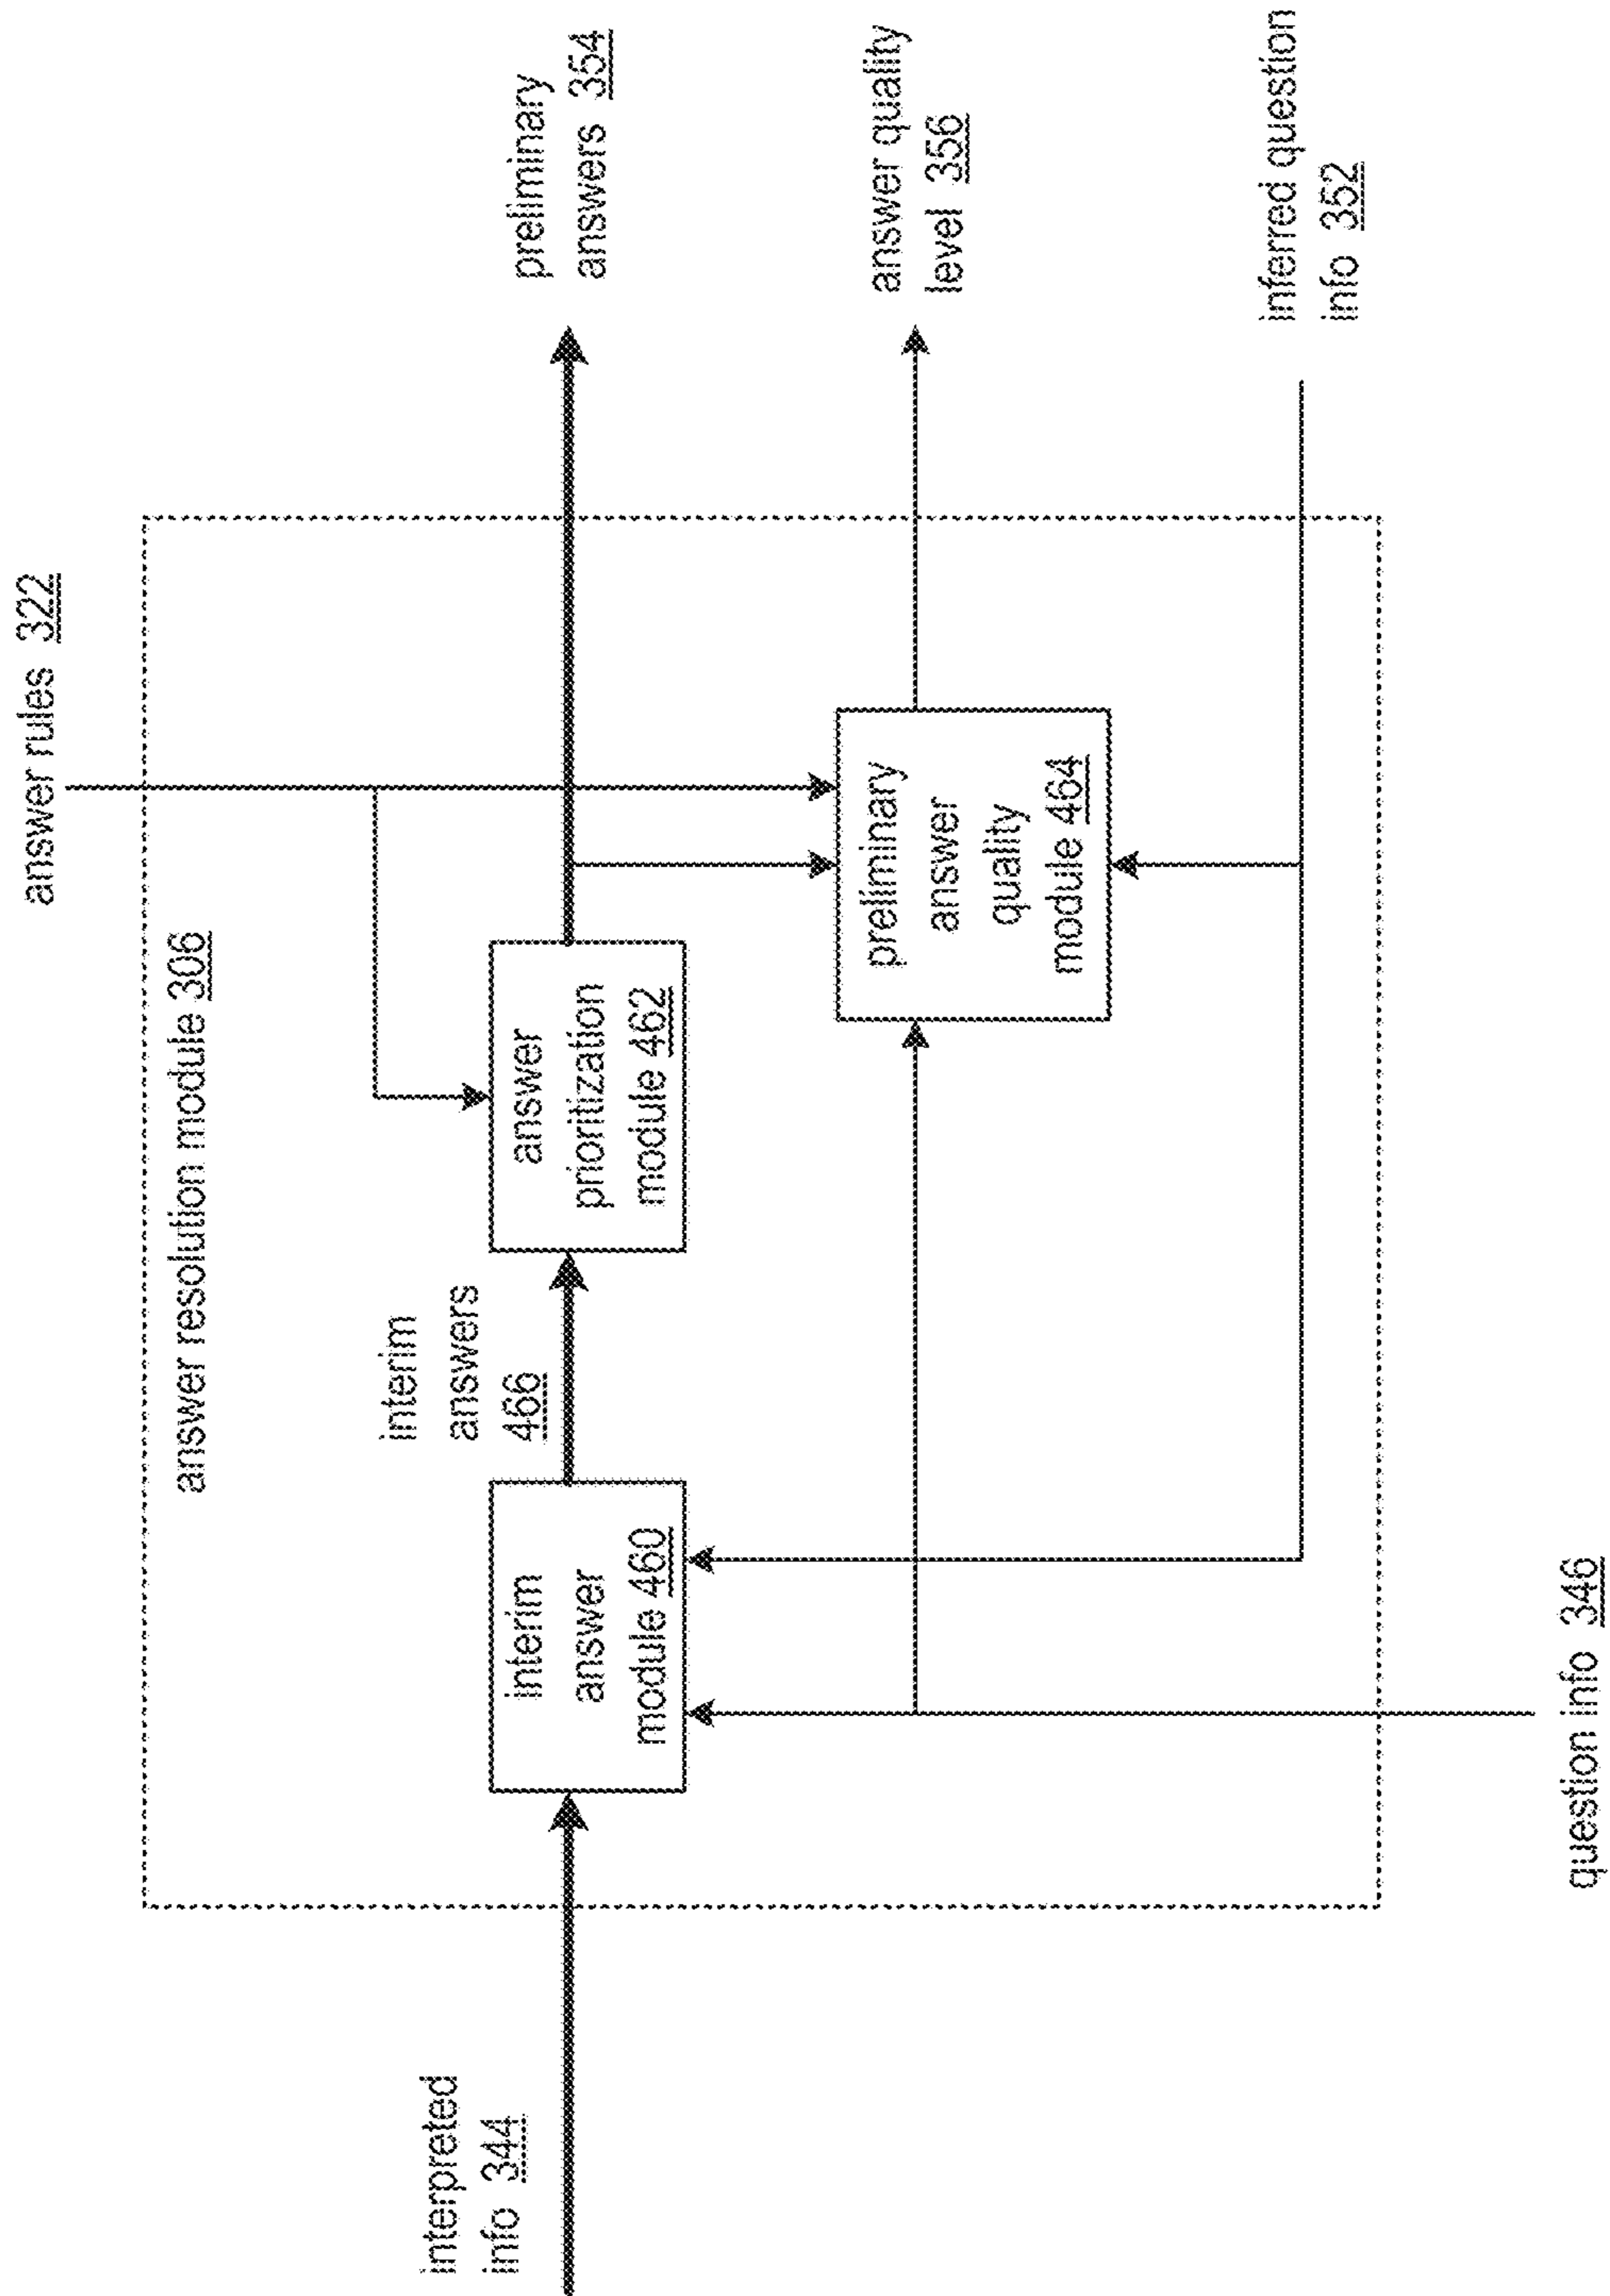 answer rules 322
answer resolution module 306
interpreted
info 344
interim
answers
466
interim
answer
module 460
answer
prioritization
module 462
preliminary
answers 354
preliminary
answer
quality
module 464
answer quality
level 356
inferred question
info 352
question info 346